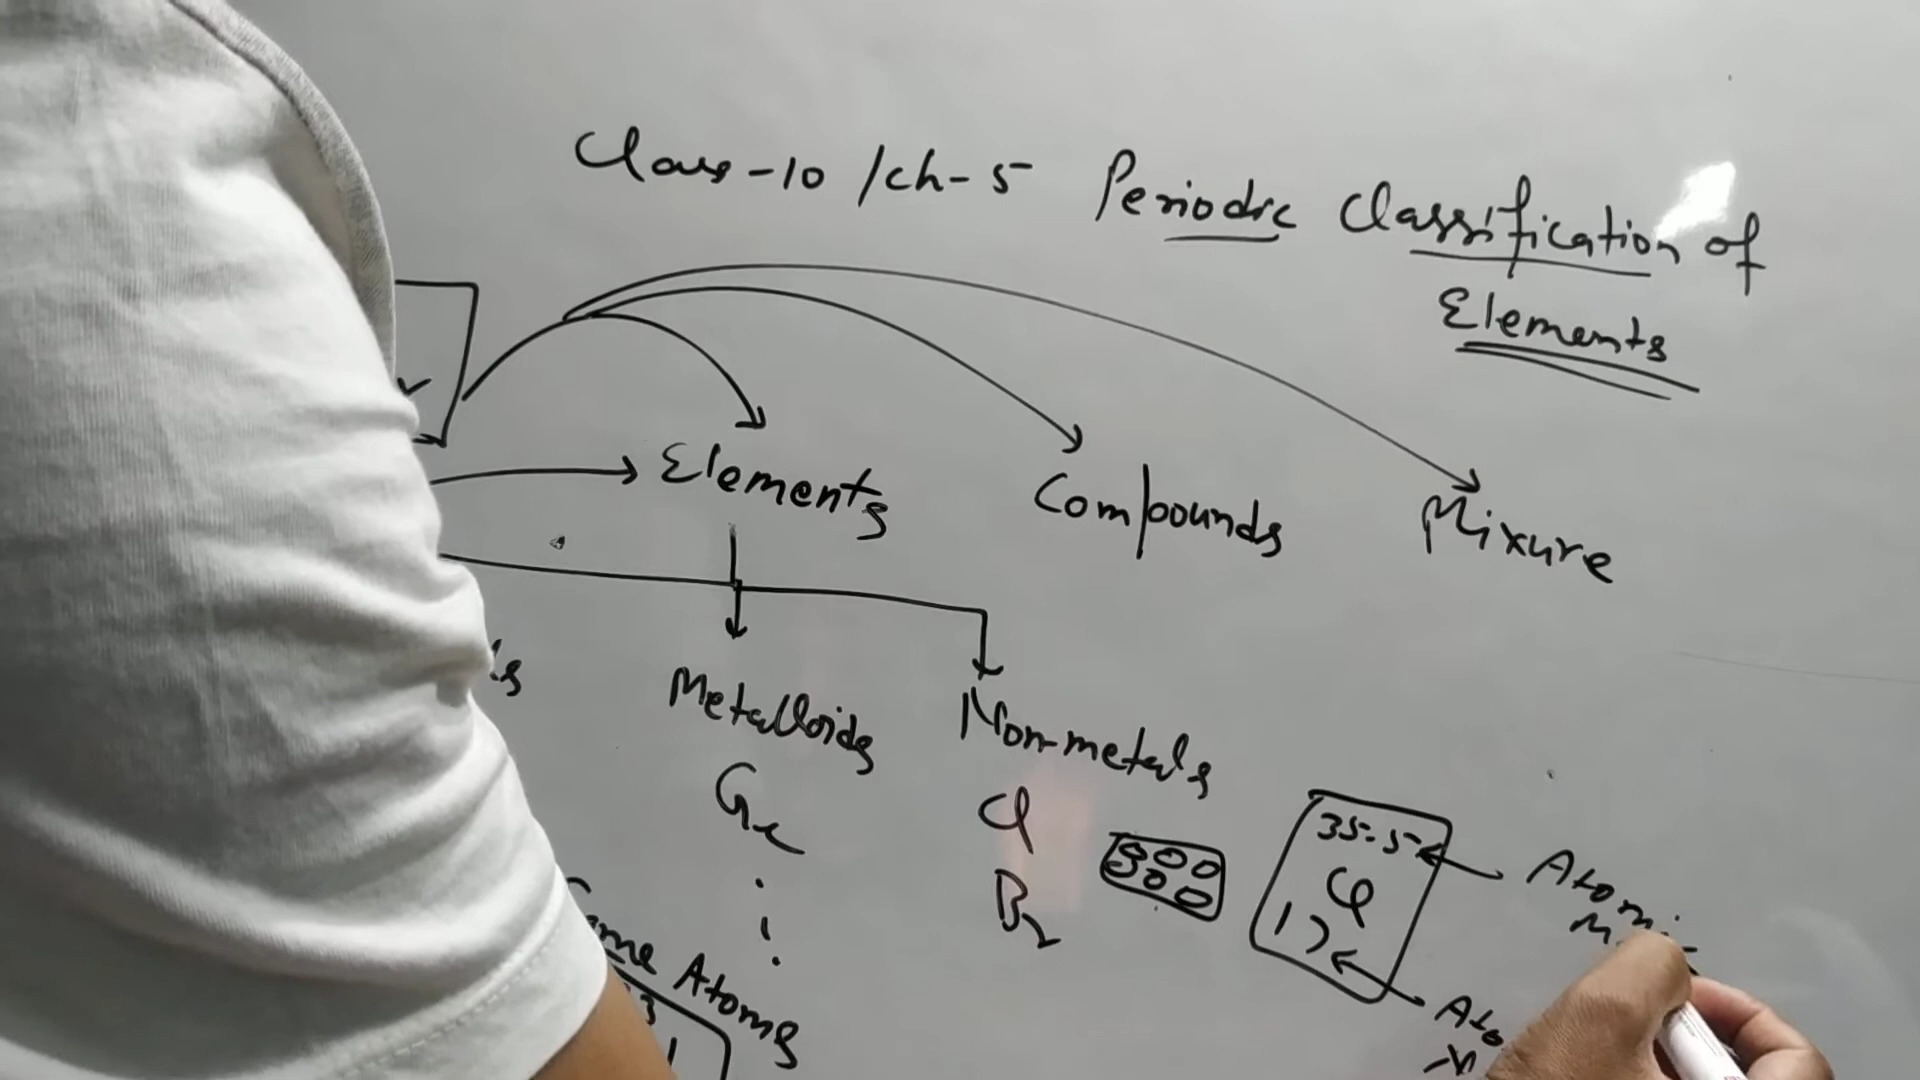 Class-10 /ch-5 Periodic Classification of
Elements
Elements
Compounds
Mixure
Metalloids
Non-metals
Ge
Cl
Br
35.5
Cl
17
Atomic
Same Atoms